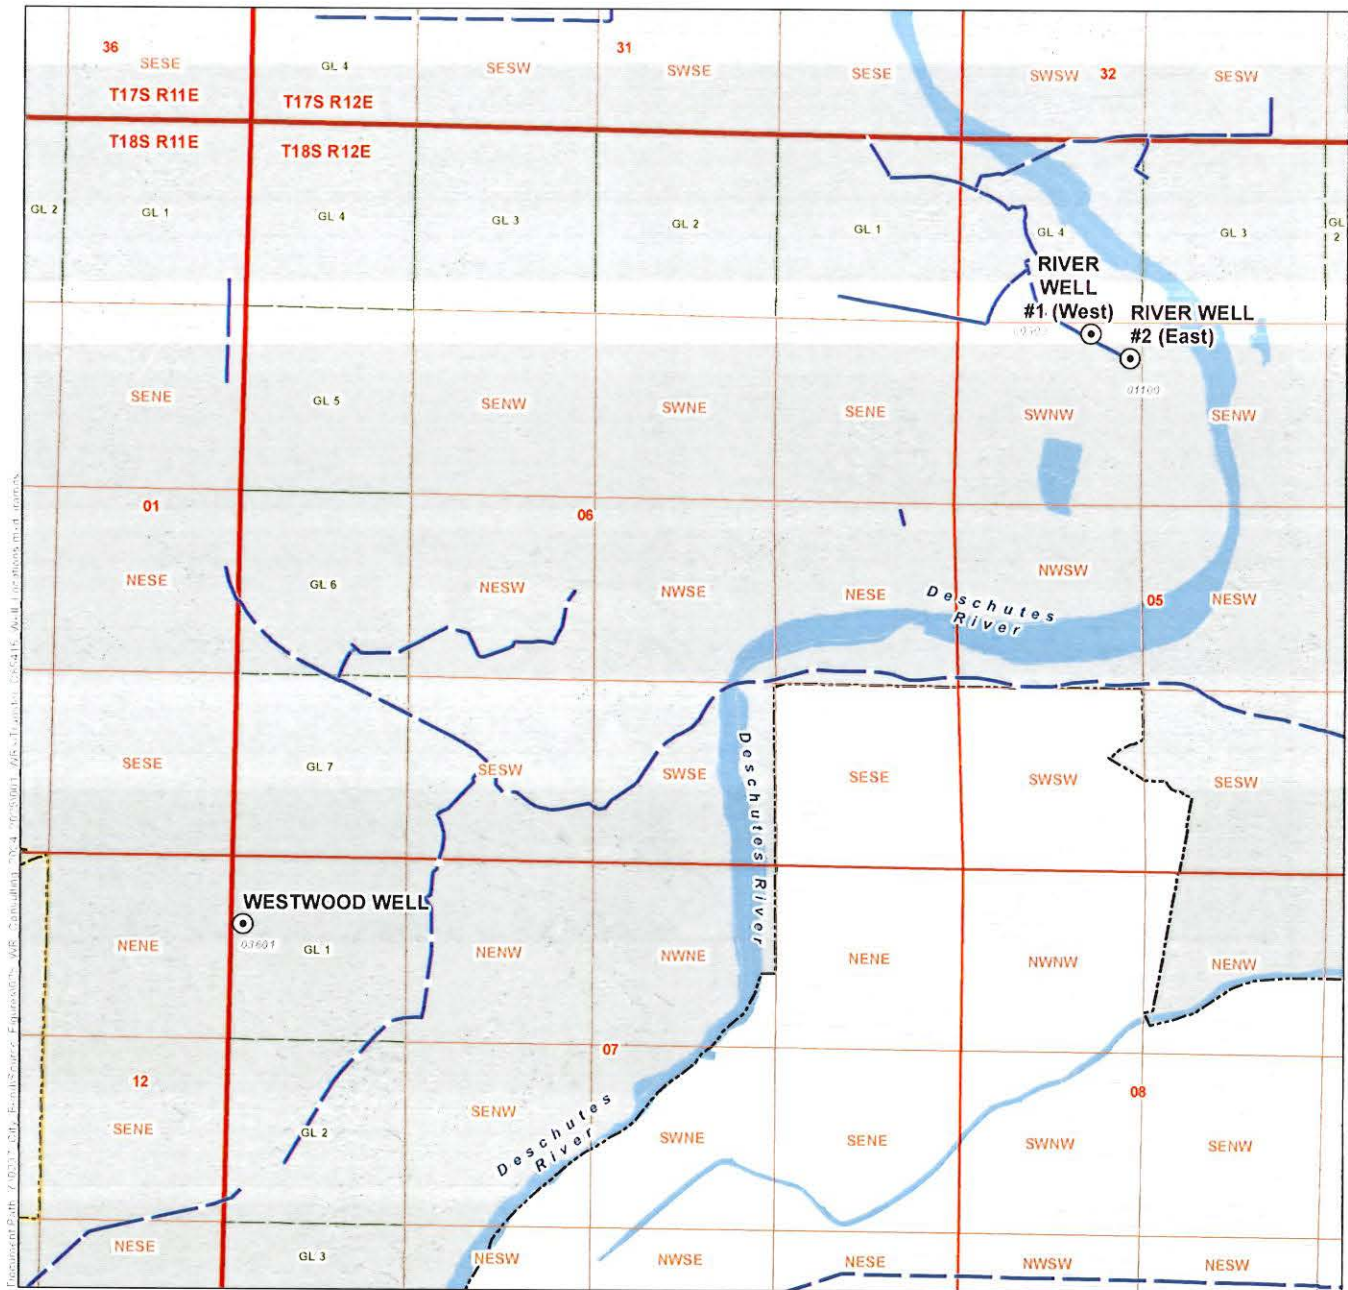 36
31
32
SESE
GL 4
SESW
SWSE
SESE
SWSW
SESW
T17S R11E
T17S R12E
T18S R11E
T18S R12E
GL 2
GL 1
GL 4
GL 3
GL 2
GL 1
GL 4
GL 3
GL
2
RIVER
WELL
#1 (West)
RIVER WELL
#2 (East)
01100
SENE
GL 5
SENW
SWNE
SENE
SWNW
SENW
01
06
NESE
GL 6
NESW
NWSE
NESE
NWSW
NESW
05
Deschutes
River
SESE
GL 7
SESW
SWSE
Deschutes River
SESE
SWSW
SESW
WESTWOOD WELL
03601
NENE
GL 1
NENW
NWNE
NENE
NWNW
NENW
07
12
08
SENE
GL 2
SENW
Deschutes
River
SWNE
SENE
SWNW
SENW
NESE
GL 3
NESW
NWSE
NESE
NWSW
NESW